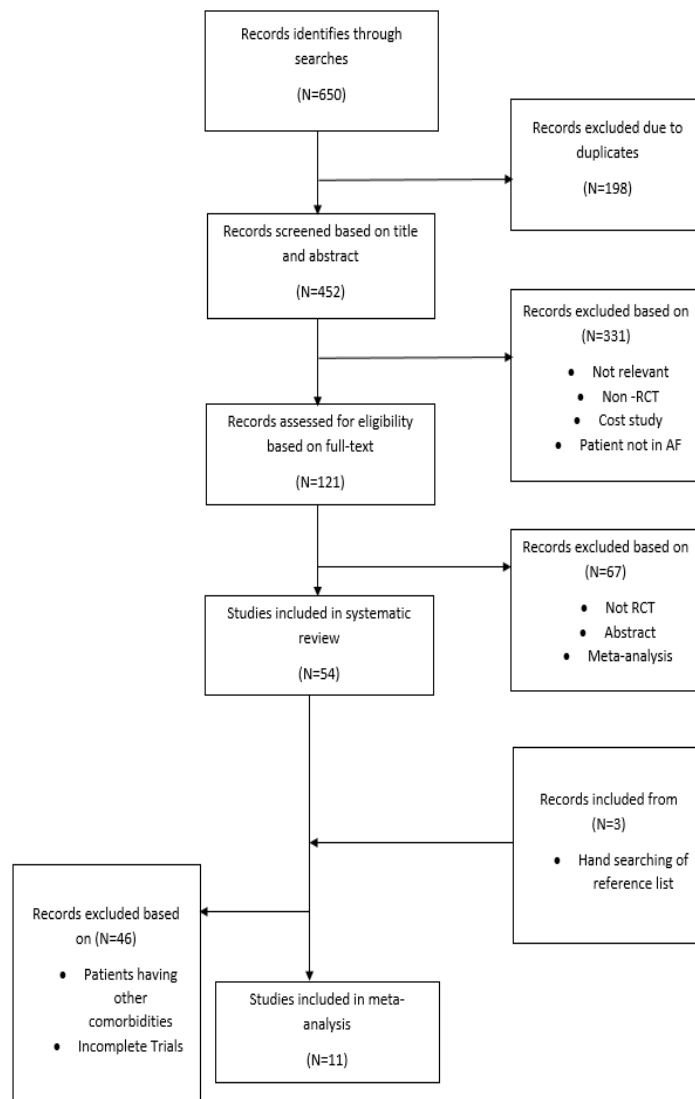 Records identifies through
searches
(N=650)
Records excluded due to
duplicates
(N=198)
Records screened based on title
and abstract
(N=452)
Records excluded based on
(N=331)
● Not relevant
● Non -RCT
● Cost study
● Patient not in AF
Records assessed for eligibility
based on full-text
(N=121)
Records excluded based on
(N=67)
● Not RCT
● Abstract
● Meta-analysis
Studies included in systematic
review
(N=54)
Records included from
(N=3)
● Hand searching of
reference list
Records excluded based
on (N=46)
● Patients having
other
comorbidities
● Incomplete Trials
Studies included in meta-
analysis
(N=11)